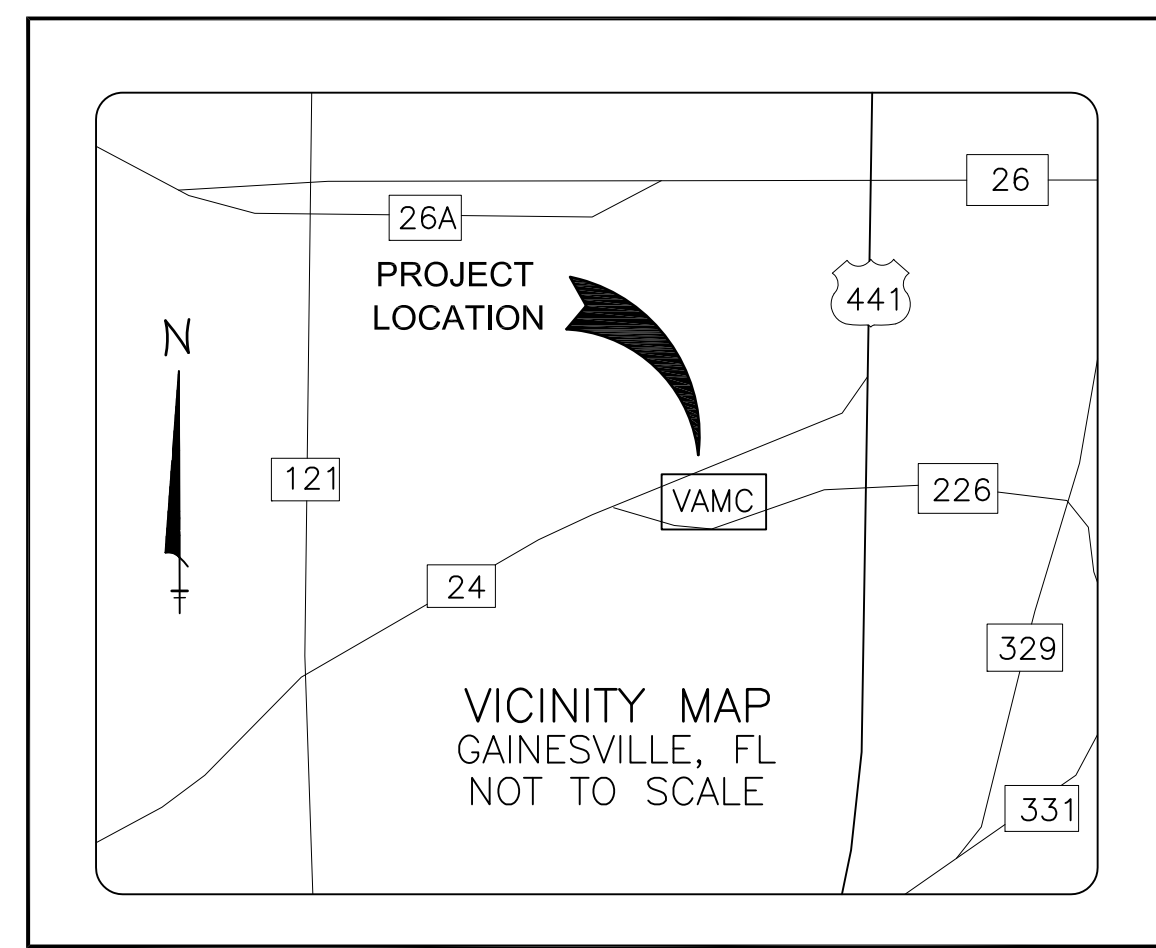 26
26A
PROJECT
LOCATION
441
N
121
VAMC
226
24
329
VICINITY MAP
GAINESVILLE, FL
NOT TO SCALE
331